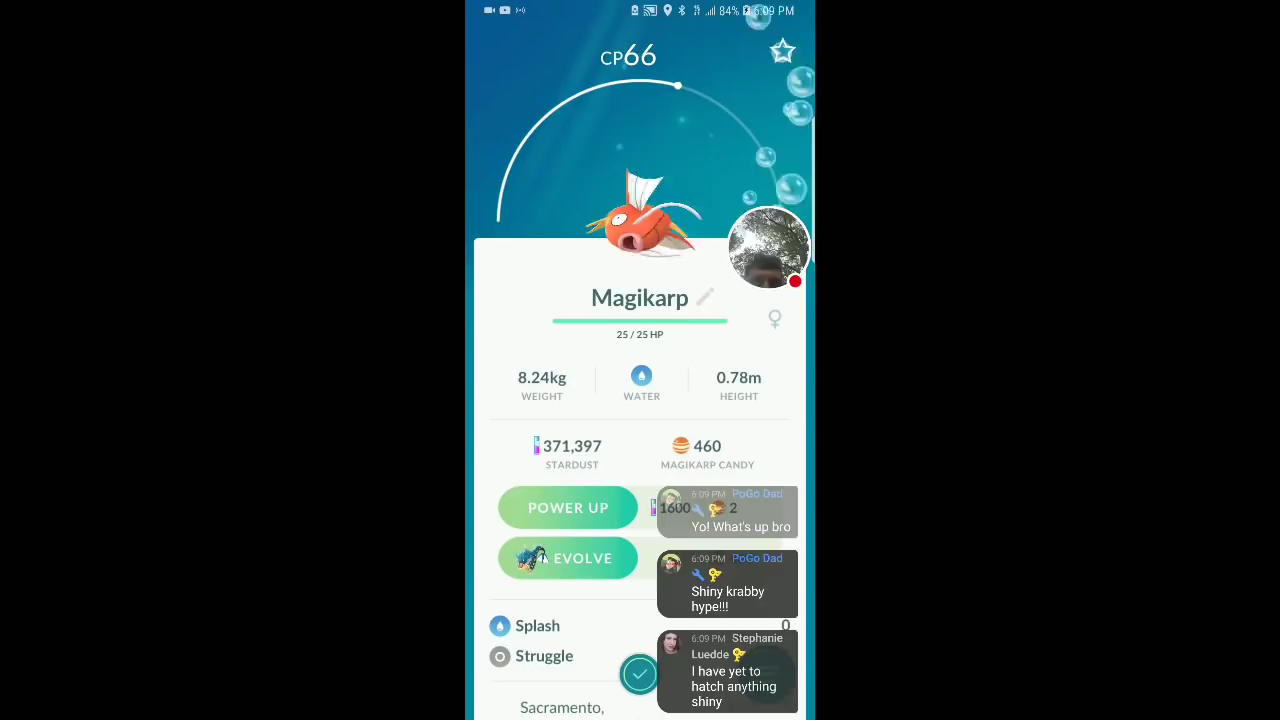 84% 6:09 PM
CP66
Magikarp
25 / 25 HP
8.24kg
WEIGHT
WATER
0.78m
HEIGHT
371,397
STARDUST
460
MAGIKARP CANDY
POWER UP
1600
2
6:09 PM PoGo Dad
Yo! What's up bro
EVOLVE
6:09 PM PoGo Dad
Shiny krabby
hype!!!
Splash
0
Struggle
6:09 PM Stephanie
Luedde
I have yet to
hatch anything
shiny
Sacramento,